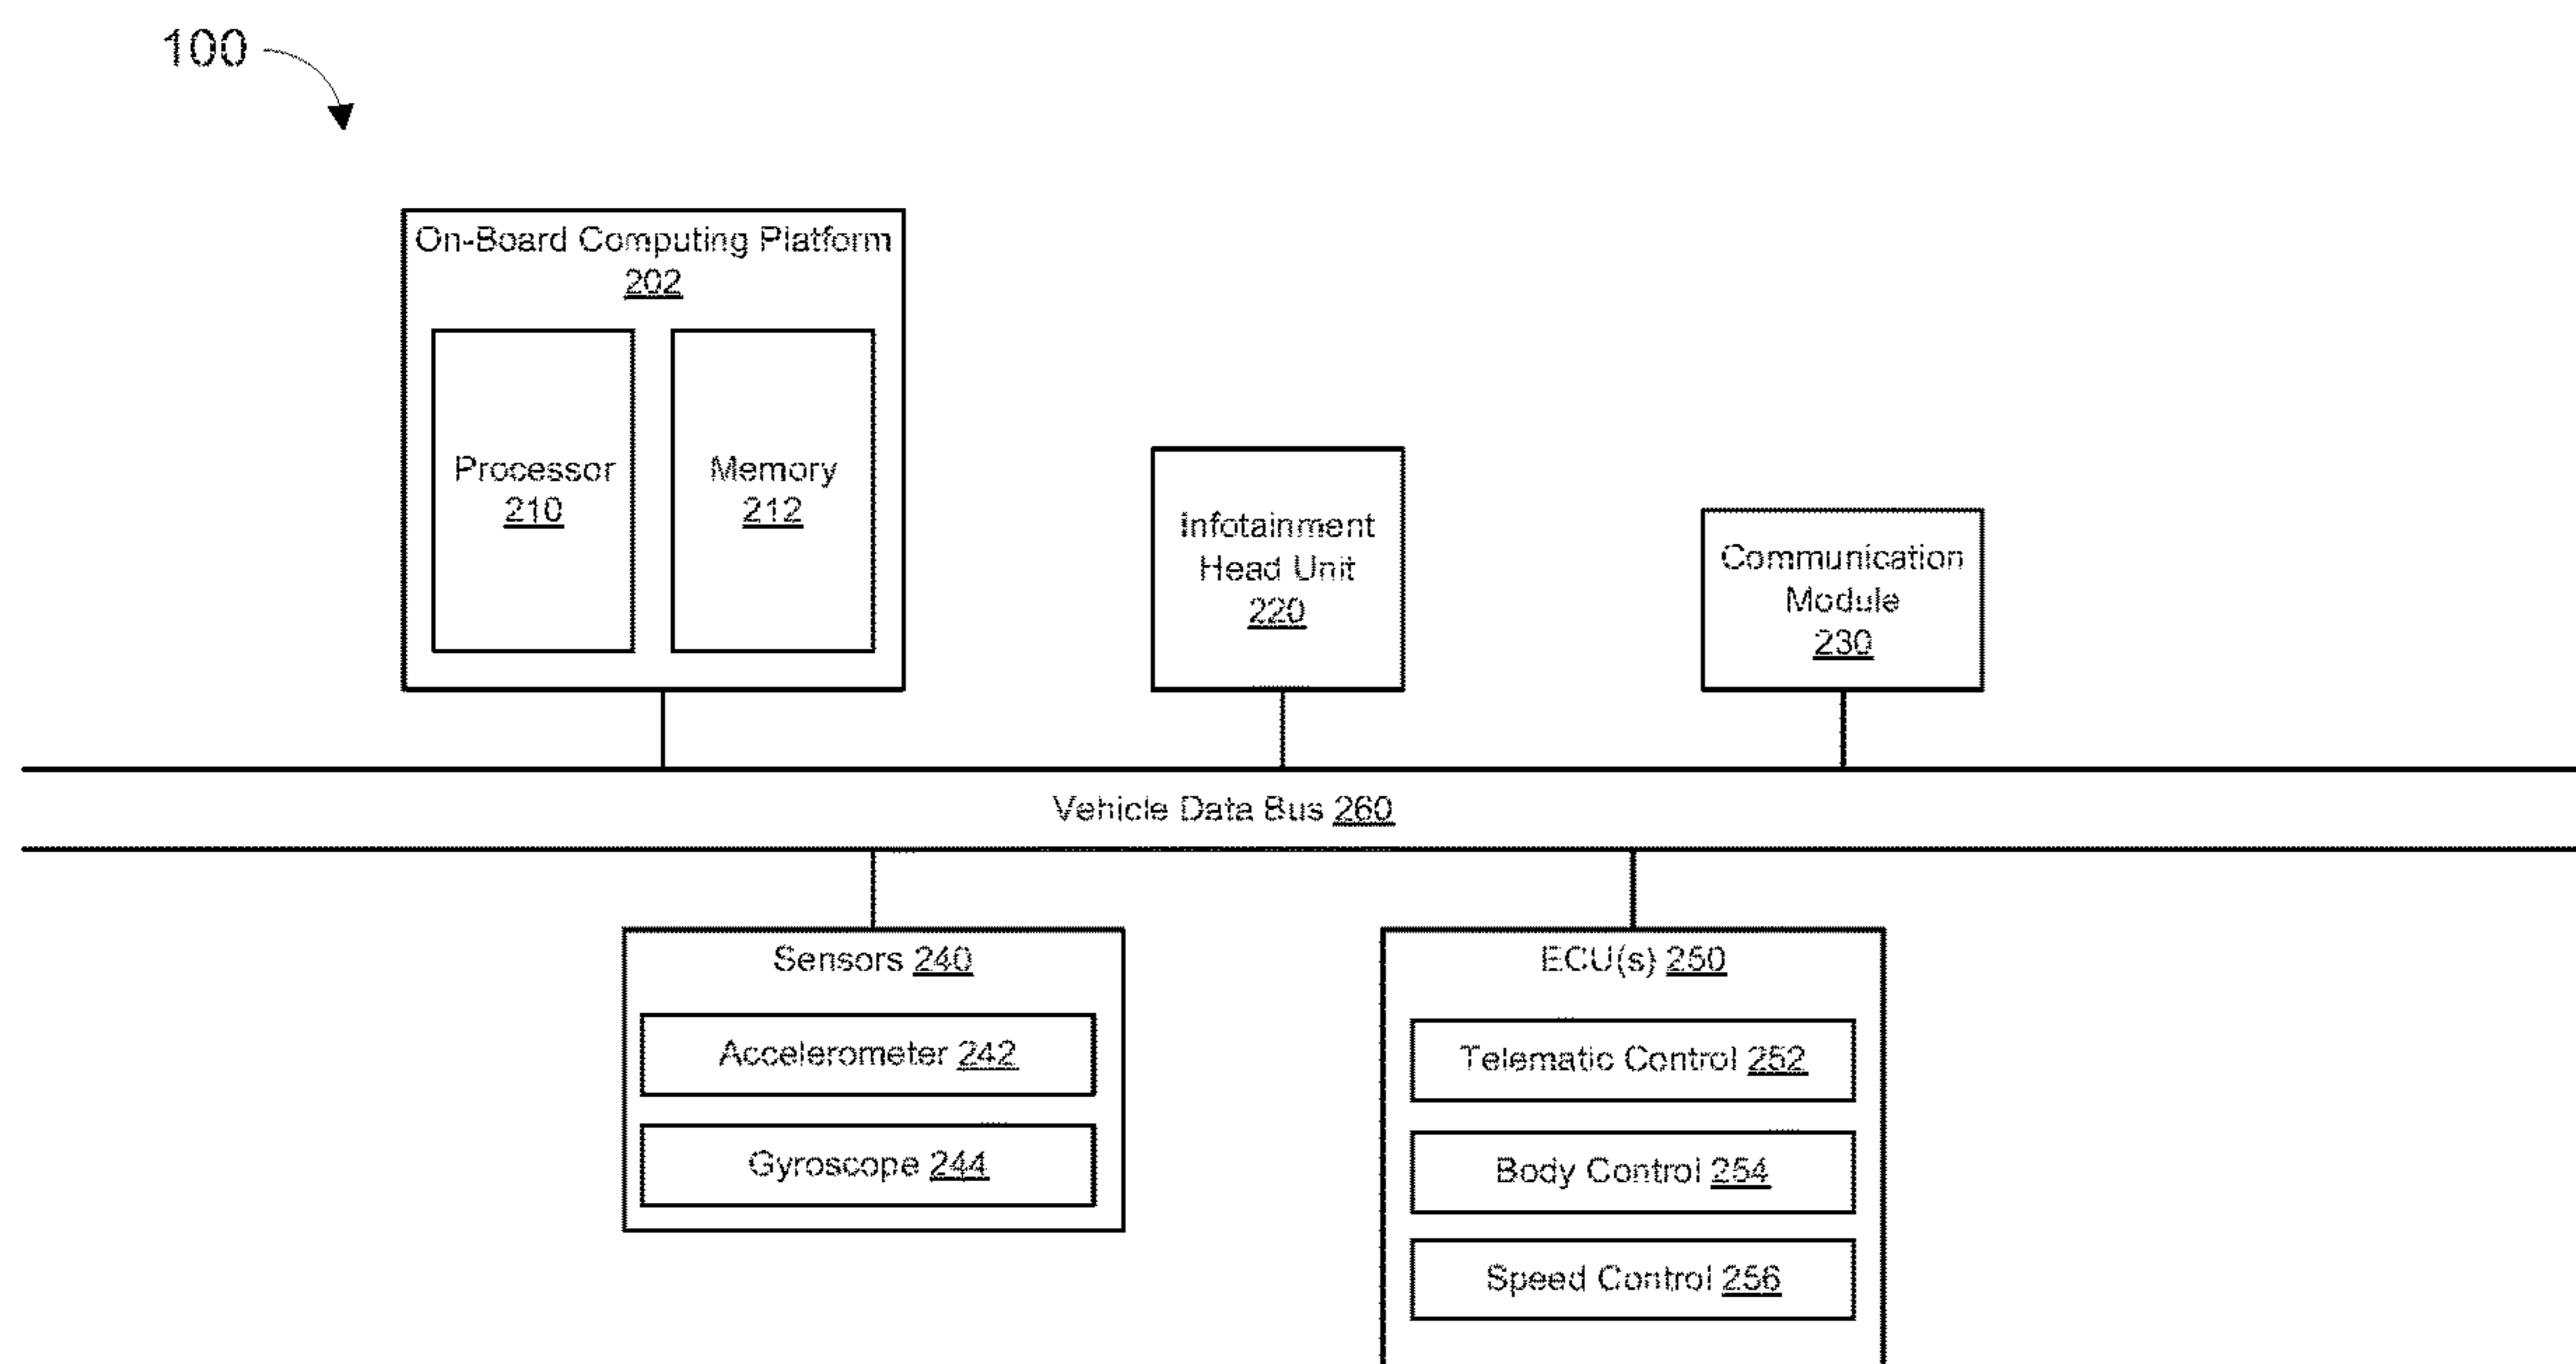 100
On-Board Computing Platform
202
Processor
210
Memory
212
Infotainment
Head Unit
220
Communication
Module
230
Vehicle Data Bus 260
Sensors 240
Accelerometer 242
Gyroscope 244
ECU(s) 250
Telematic Control 252
Body Control 254
Speed Control 256